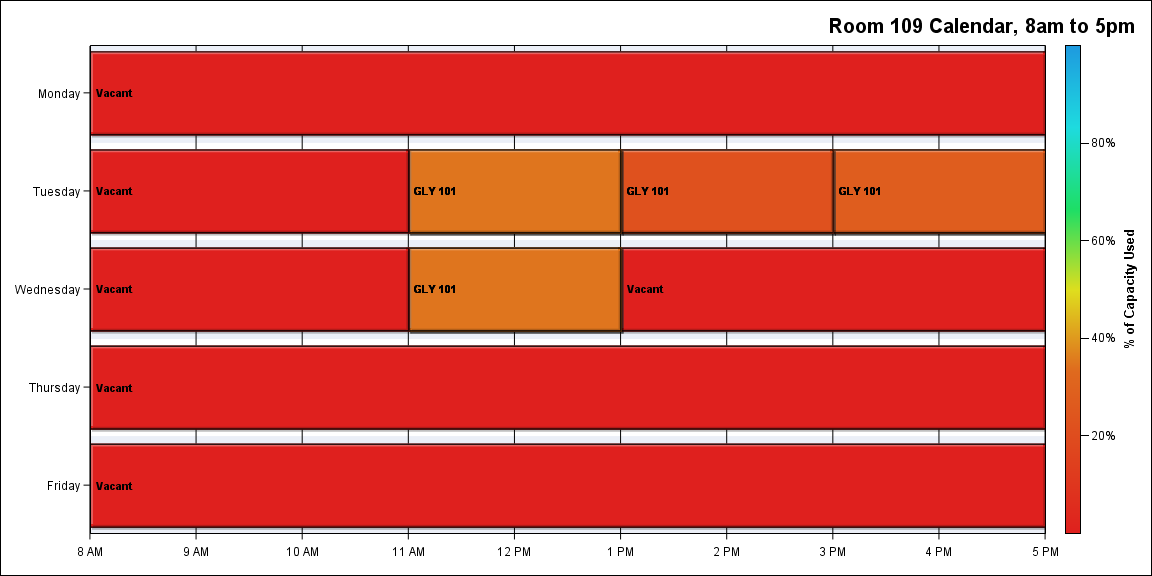 Room 109 Calendar, 8am to 5pm
Monday
Vacant
Tuesday
Vacant
GLY 101
GLY 101
GLY 101
Wednesday
Vacant
GLY 101
Vacant
Thursday
Vacant
Friday
Vacant
8 AM
9 AM
10 AM
11 AM
12 PM
1 PM
2 PM
3 PM
4 PM
5 PM
80%
60%
40%
20%
% of Capacity Used